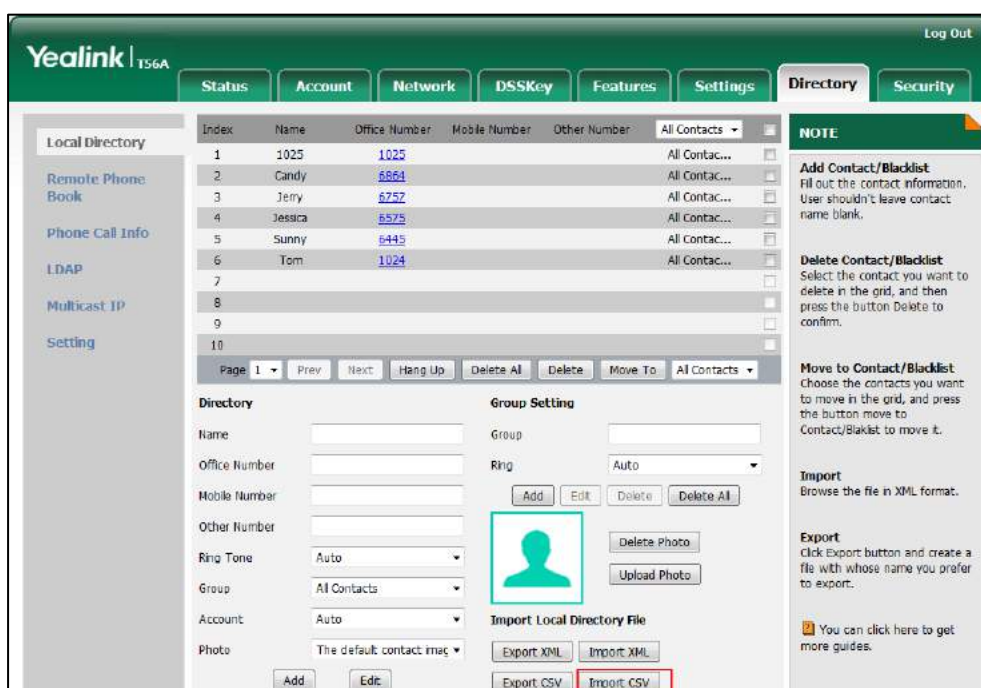 Log Out
Yealink | T56A
Status Account Network DSSKey Features Settings Directory Security
Local Directory
Remote Phone
Book
Phone Call Info
LDAP
Multicast IP
Setting
Index Name Office Number Mobile Number Other Number All Contacts
1 1025 1025 All Contac...
2 Candy 6864 All Contac...
3 Jerry 6757 All Contac...
4 Jessica 6575 All Contac...
5 Sunny 6445 All Contac...
6 Tom 1024 All Contac...
7
8
9
10
Page 1 Prev Next Hang Up Delete All Delete Move To All Contacts
Directory
Name
Office Number
Mobile Number
Other Number
Ring Tone Auto
Group All Contacts
Account Auto
Photo The default contact imag
Add Edit
Group Setting
Group
Ring Auto
Add Edit Delete Delete All
Delete Photo
Upload Photo
Import Local Directory File
Export XML Import XML
Export CSV Import CSV
NOTE
Add Contact/Blacklist
Fill out the contact information.
User shouldn't leave contact
name blank.
Delete Contact/Blacklist
Select the contact you want to
delete in the grid, and then
press the button Delete to
confirm.
Move to Contact/Blacklist
Choose the contacts you want
to move in the grid, and press
the button move to
Contact/Blaklist to move it.
Import
Browse the file in XML format.
Export
Click Export button and create a
file with whose name you prefer
to export.
You can click here to get
more guides.